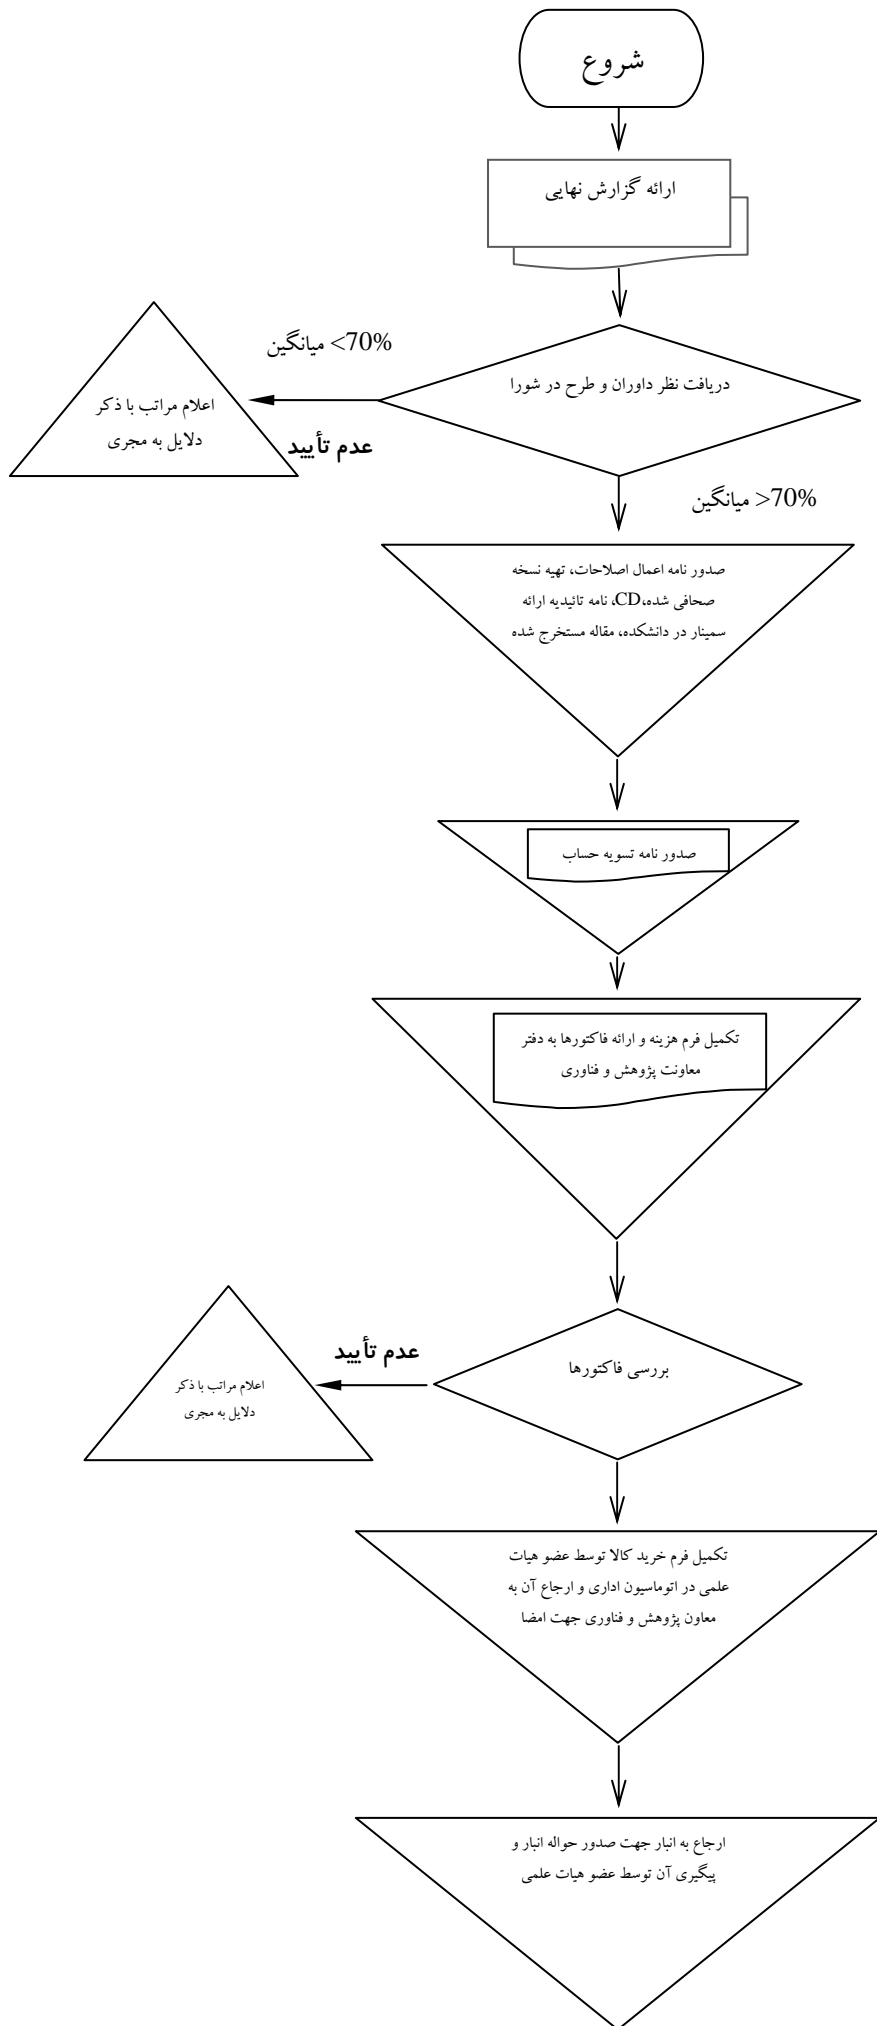 شروع
ارائه گزارش نهایی
میانگین <70%
دریافت نظر داوران و طرح در شورا
اعلام مراتب با ذکر
دلایل به مجری
عدم تأیید
میانگین >70%
صدور نامه اعمال اصلاحات، تهیه نسخه
صحافی شده،CD، نامه تائیدیه ارائه
سمینار در دانشکده، مقاله مستخرج شده
صدور نامه تسویه حساب
تکمیل فرم هزینه و ارائه فاکتورها به دفتر
معاونت پژوهش و فناوری
عدم تأیید
بررسی فاکتورها
اعلام مراتب با ذکر
دلایل به مجری
تکمیل فرم خرید کالا توسط عضو هیات
علمی در اتوماسیون اداری و ارجاع آن به
معاون پژوهش و فناوری جهت امضا
ارجاع به انبار جهت صدور حواله انبار و
پیگیری آن توسط عضو هیات علمی